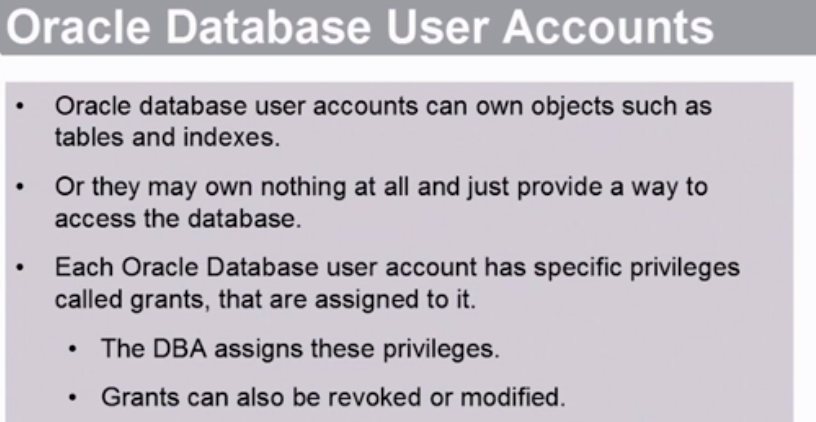 Oracle Database User Accounts
• Oracle database user accounts can own objects such as
tables and indexes.
• Or they may own nothing at all and just provide a way to
access the database.
• Each Oracle Database user account has specific privileges
called grants, that are assigned to it.
• The DBA assigns these privileges.
• Grants can also be revoked or modified.